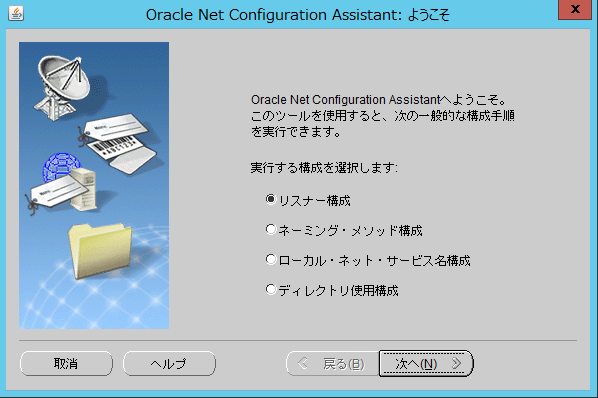 Oracle Net Configuration Assistant: ようこそ
Oracle Net Configuration Assistantへようこそ。
このツールを使用すると、次の一般的な構成手順
を実行できます。
実行する構成を選択します:
リスナー構成
ネーミング・メソッド構成
ローカル・ネット・サービス名構成
ディレクトリ使用構成
取消
ヘルプ
戻る(B)
次へ(N)